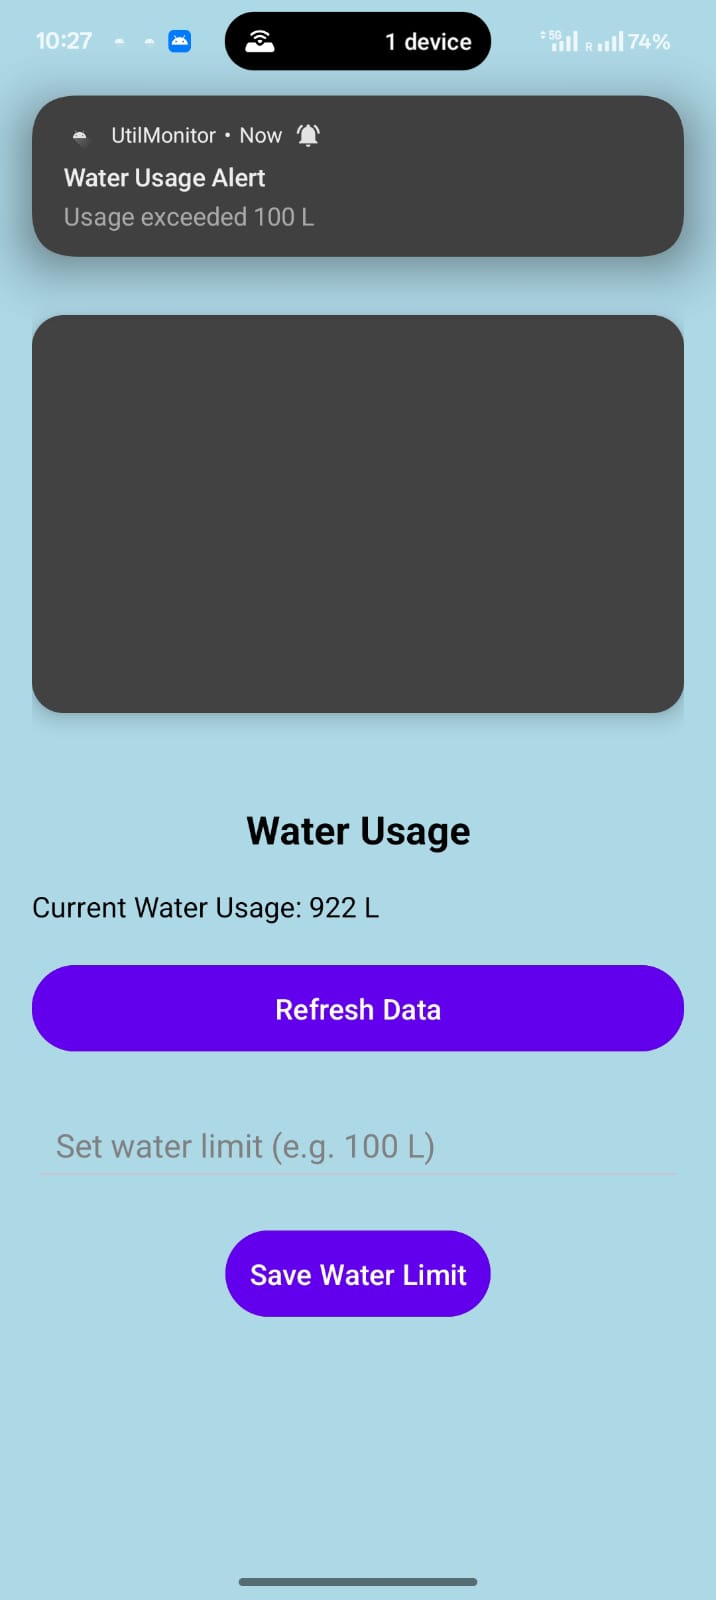 10:27
1 device
5G
R
74%
UtilMonitor • Now
Water Usage Alert
Usage exceeded 100 L
Water Usage
Current Water Usage: 922 L
Refresh Data
Set water limit (e.g. 100 L)
Save Water Limit